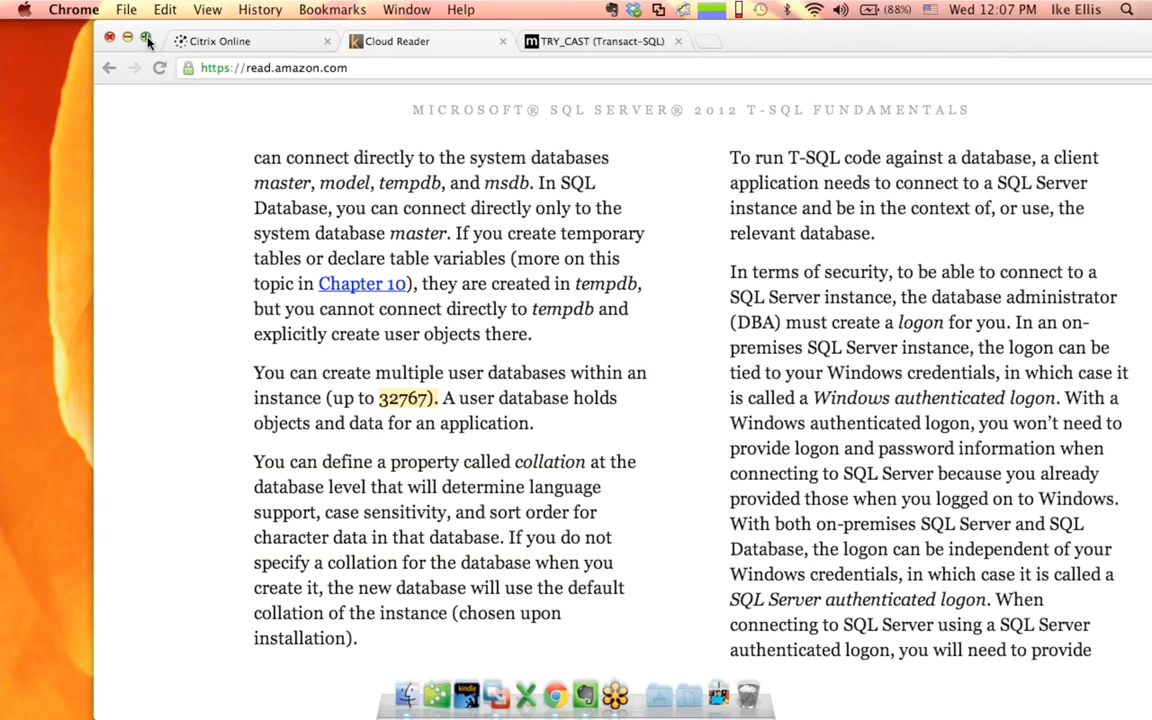 Chrome File Edit View History Bookmarks Window Help (88%) Wed 12:07 PM Ike Ellis
Citrix Online Cloud Reader TRY_CAST (Transact-SQL)
https://read.amazon.com
MICROSOFT® SQL SERVER® 2012 T-SQL FUNDAMENTALS
can connect directly to the system databases
master, model, tempdb, and msdb. In SQL
Database, you can connect directly only to the
system database master. If you create temporary
tables or declare table variables (more on this
topic in Chapter 10), they are created in tempdb,
but you cannot connect directly to tempdb and
explicitly create user objects there.
You can create multiple user databases within an
instance (up to 32767). A user database holds
objects and data for an application.
You can define a property called collation at the
database level that will determine language
support, case sensitivity, and sort order for
character data in that database. If you do not
specify a collation for the database when you
create it, the new database will use the default
collation of the instance (chosen upon
installation).
To run T-SQL code against a database, a client
application needs to connect to a SQL Server
instance and be in the context of, or use, the
relevant database.
In terms of security, to be able to connect to a
SQL Server instance, the database administrator
(DBA) must create a logon for you. In an on-
premises SQL Server instance, the logon can be
tied to your Windows credentials, in which case it
is called a Windows authenticated logon. With a
Windows authenticated logon, you won’t need to
provide logon and password information when
connecting to SQL Server because you already
provided those when you logged on to Windows.
With both on-premises SQL Server and SQL
Database, the logon can be independent of your
Windows credentials, in which case it is called a
SQL Server authenticated logon. When
connecting to SQL Server using a SQL Server
authenticated logon, you will need to provide
kindle